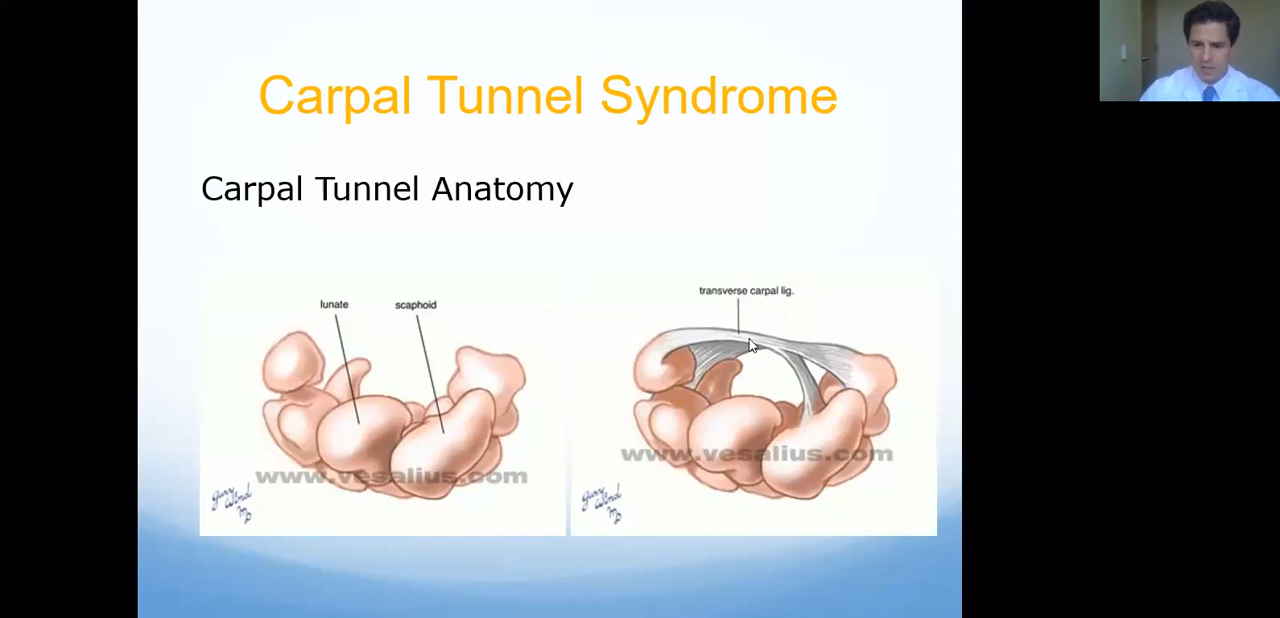 Carpal Tunnel Syndrome
Carpal Tunnel Anatomy
lunate scaphoid
transverse carpal lig.
www.vesalius.com
www.vesalius.com